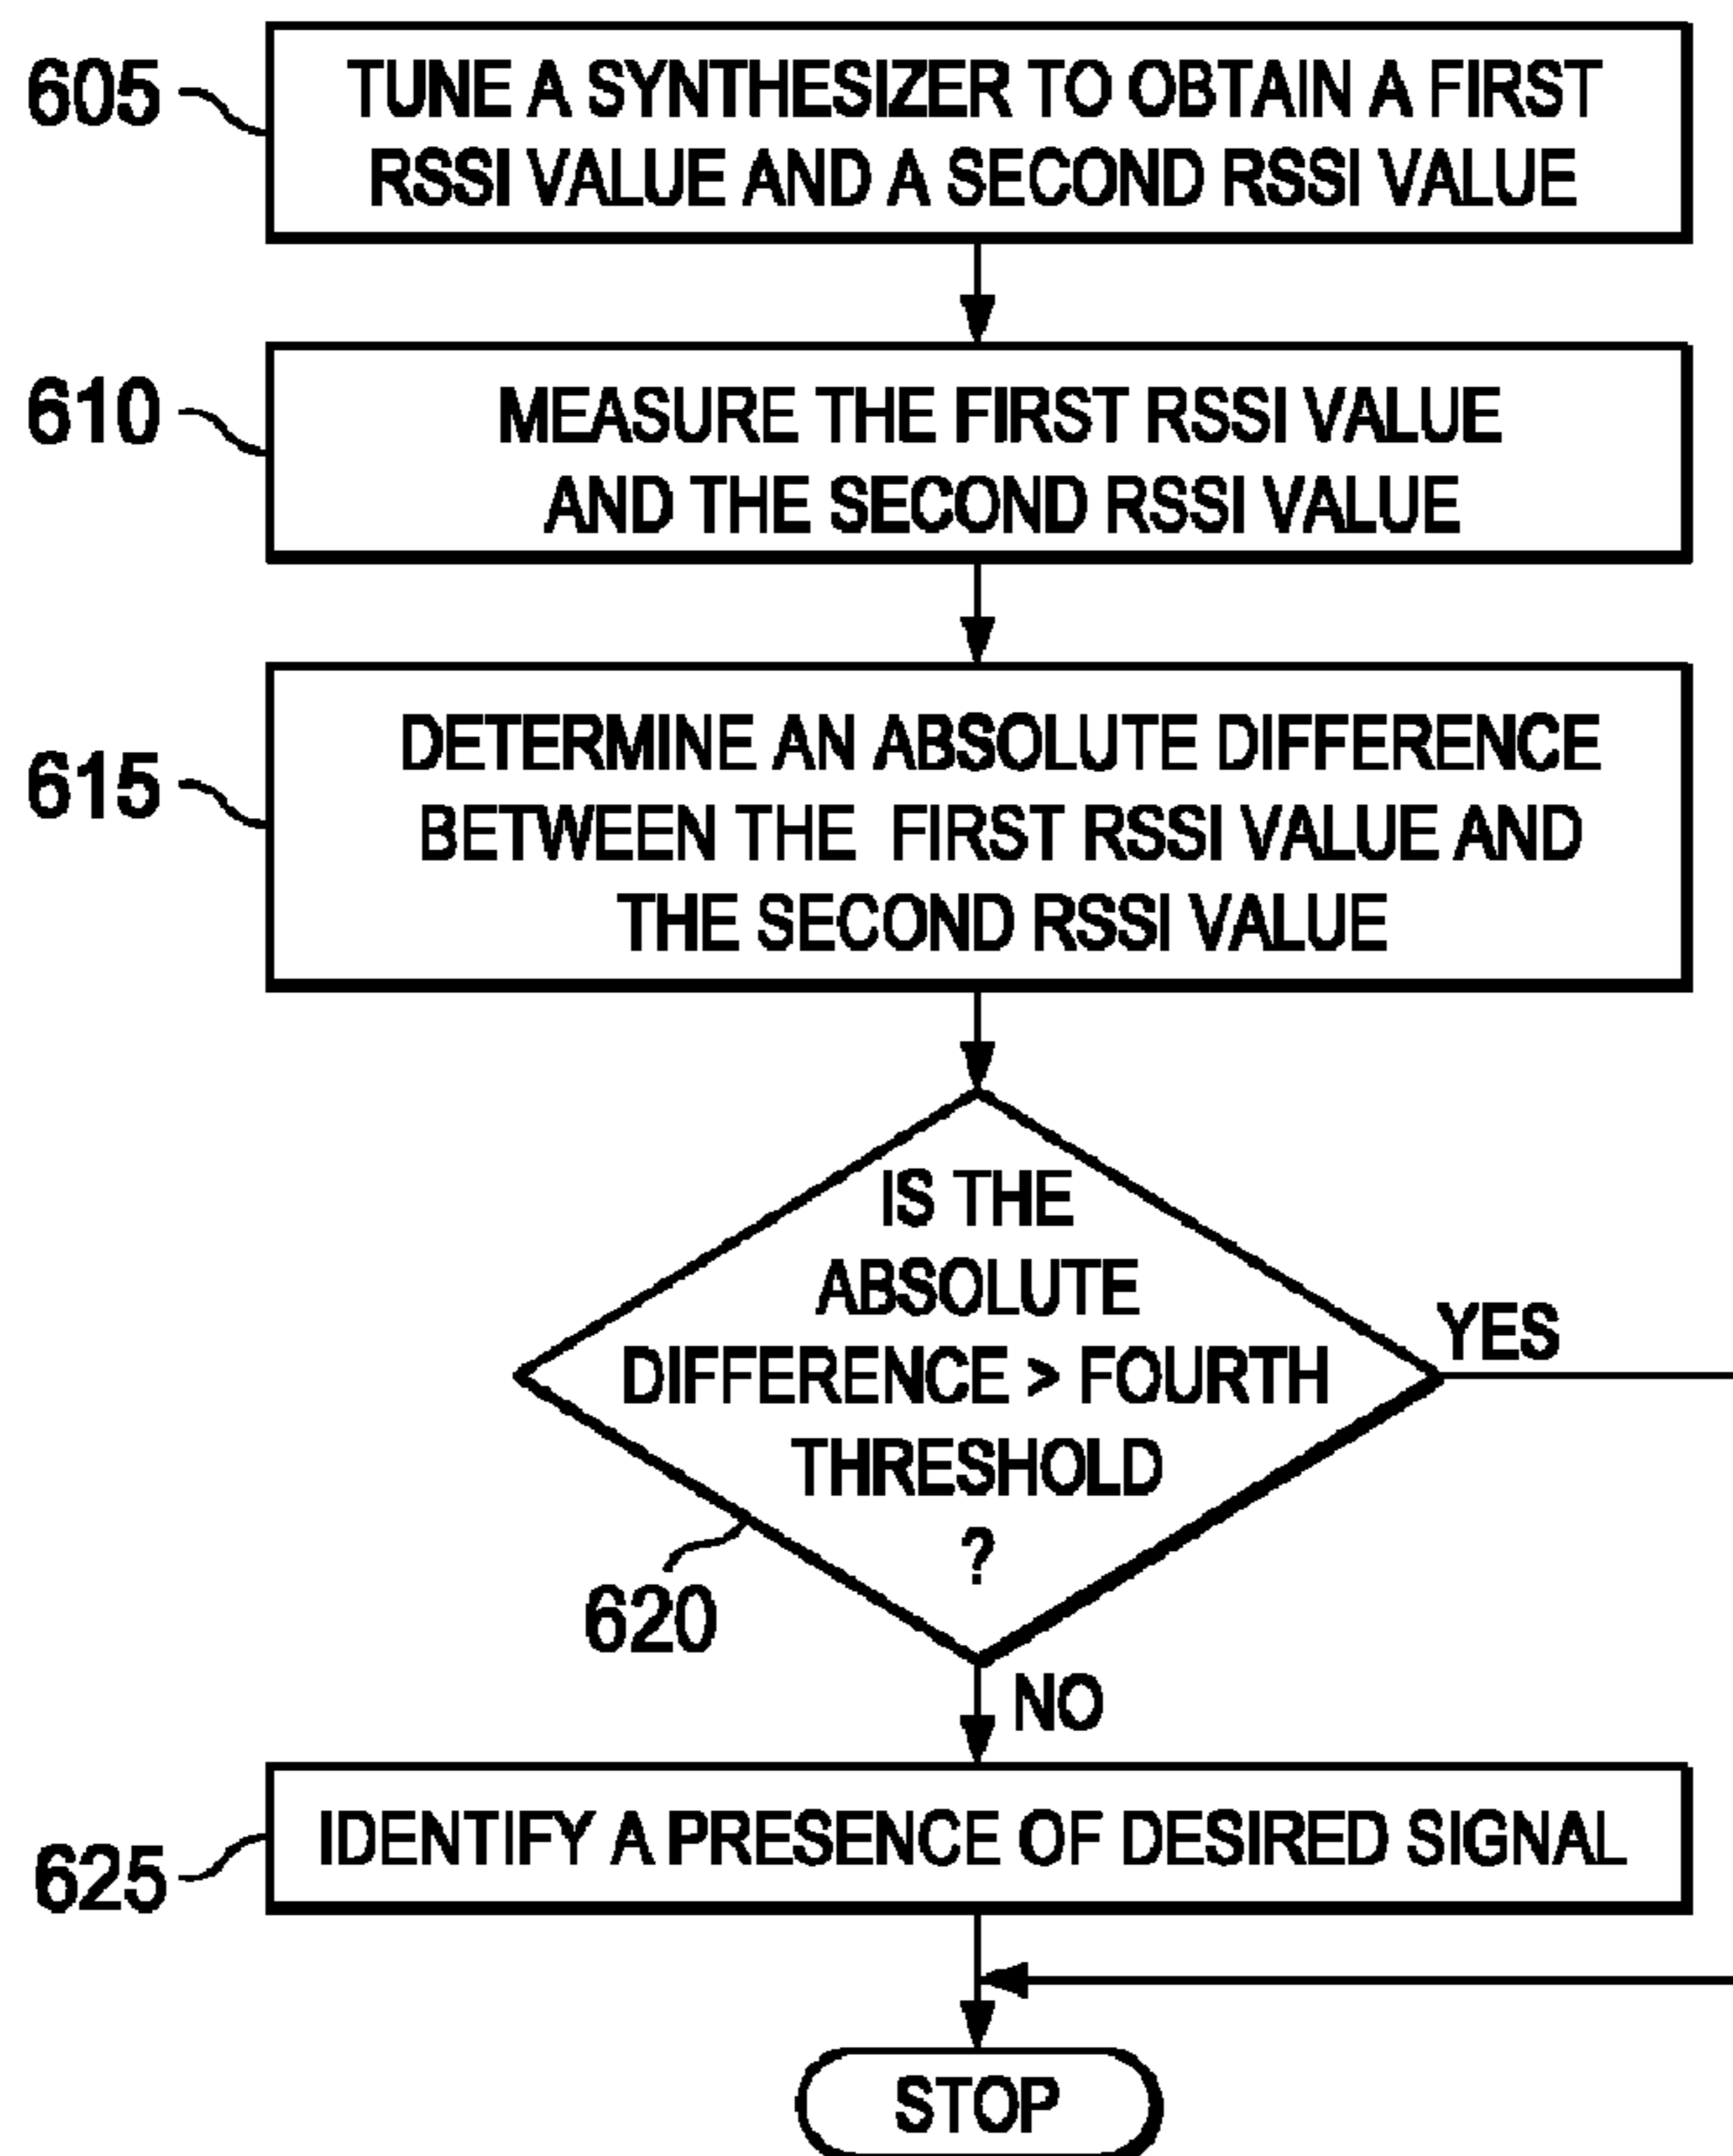 605
TUNE A SYNTHESIZER TO OBTAIN A FIRST
RSSI VALUE AND A SECOND RSSI VALUE
610
MEASURE THE FIRST RSSI VALUE
AND THE SECOND RSSI VALUE
615
DETERMINE AN ABSOLUTE DIFFERENCE
BETWEEN THE FIRST RSSI VALUE AND
THE SECOND RSSI VALUE
IS THE
ABSOLUTE
DIFFERENCE > FOURTH
THRESHOLD
?
YES
620
NO
625
IDENTIFY A PRESENCE OF DESIRED SIGNAL
STOP